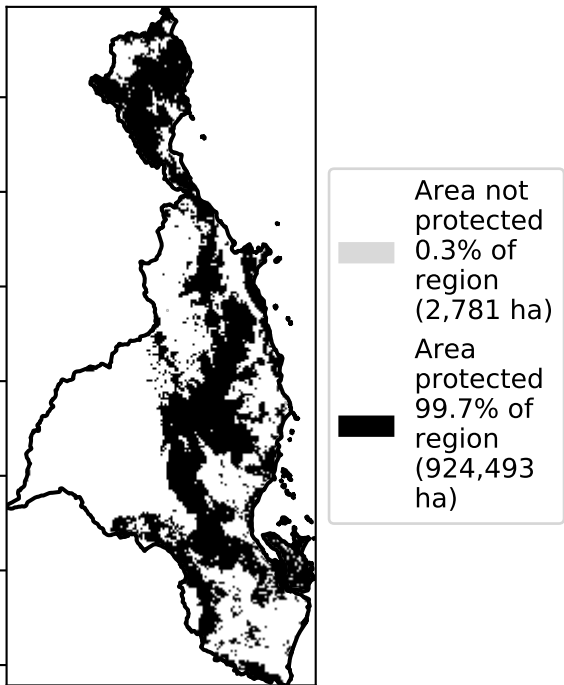 Area not
protected
0.3% of
region
(2,781 ha)
Area
protected
99.7% of
region
(924,493
ha)